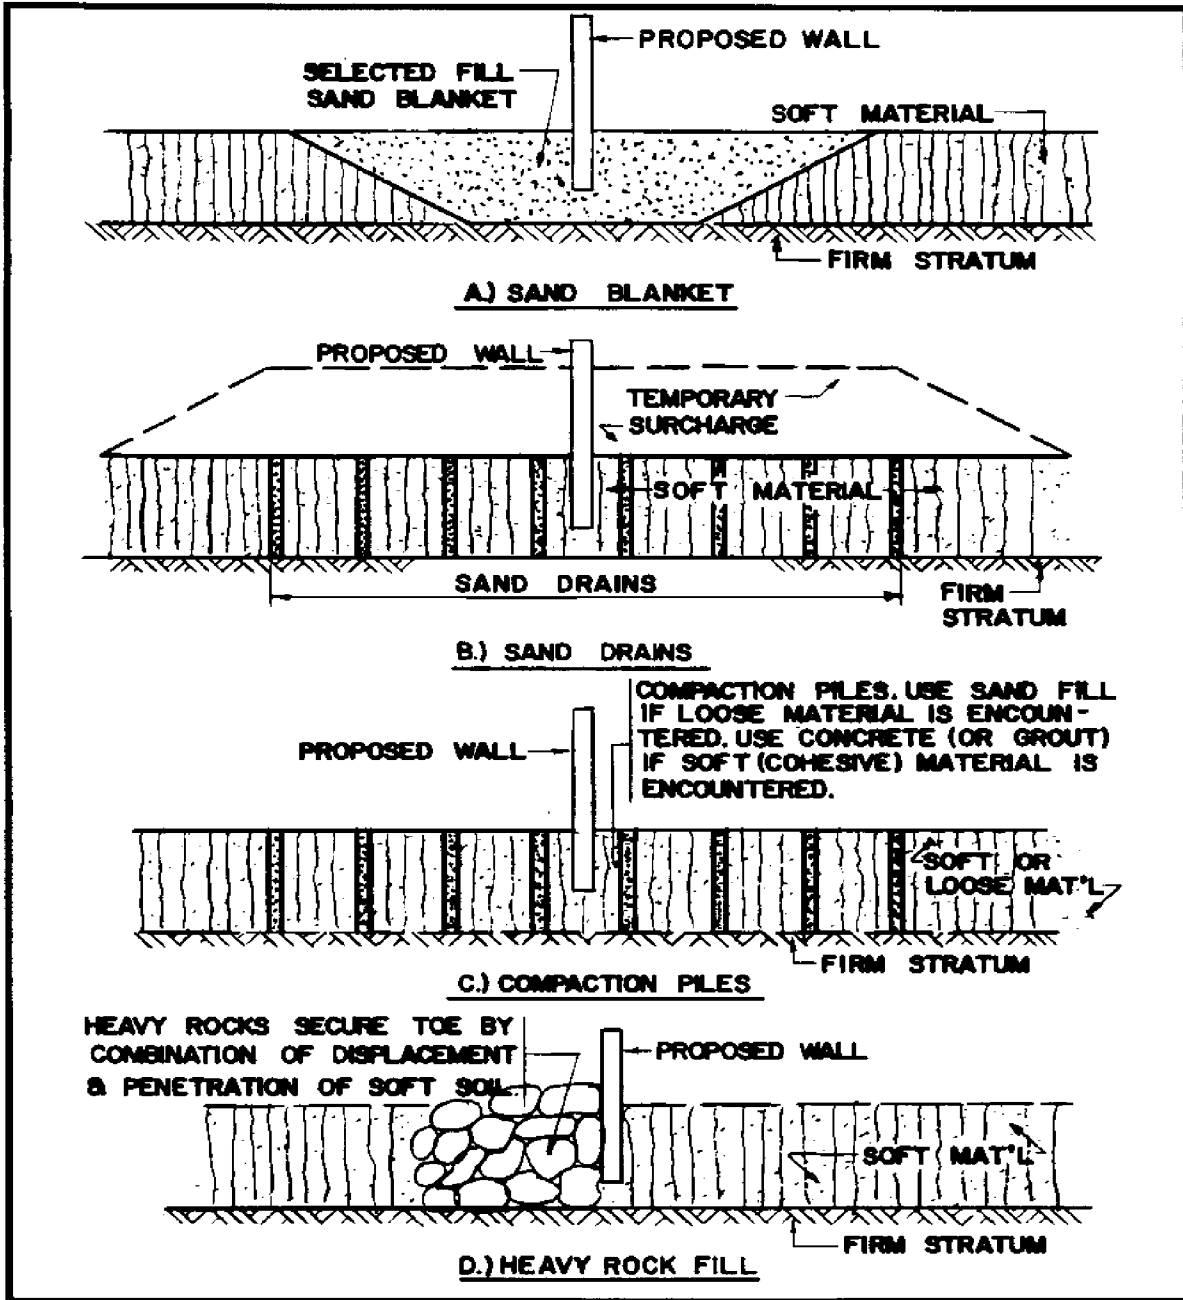 PROPOSED WALL
SELECTED FILL
SAND BLANKET
SOFT MATERIAL
FIRM STRATUM
A.) SAND BLANKET
PROPOSED WALL
TEMPORARY
SURCHARGE
SOFT MATERIAL
SAND DRAINS
FIRM
STRATUM
B.) SAND DRAINS
COMPACTION PILES. USE SAND FILL
IF LOOSE MATERIAL IS ENCOUN-
TERED. USE CONCRETE (OR GROUT)
IF SOFT (COHESIVE) MATERIAL IS
ENCOUNTERED.
PROPOSED WALL
SOFT OR
LOOSE MAT'L
FIRM STRATUM
C.) COMPACTION PILES
HEAVY ROCKS SECURE TOE BY
COMBINATION OF DISPLACEMENT
& PENETRATION OF SOFT SOIL.
PROPOSED WALL
SOFT MAT'L
FIRM STRATUM
D.) HEAVY ROCK FILL